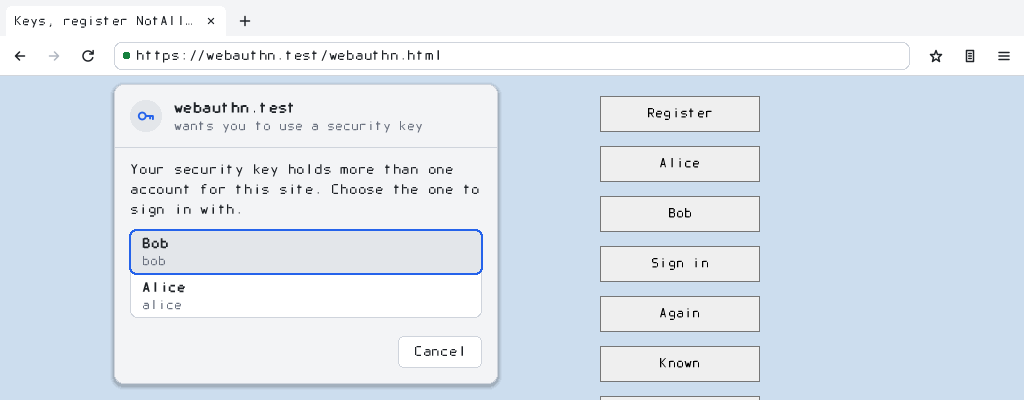 Keys, register NotAll…
https://webauthn.test/webauthn.html
webauthn.test
wants you to use a security key
Your security key holds more than one
account for this site. Choose the one to
sign in with.
Bob
bob
Alice
alice
Cancel
Register
Alice
Bob
Sign in
Again
Known